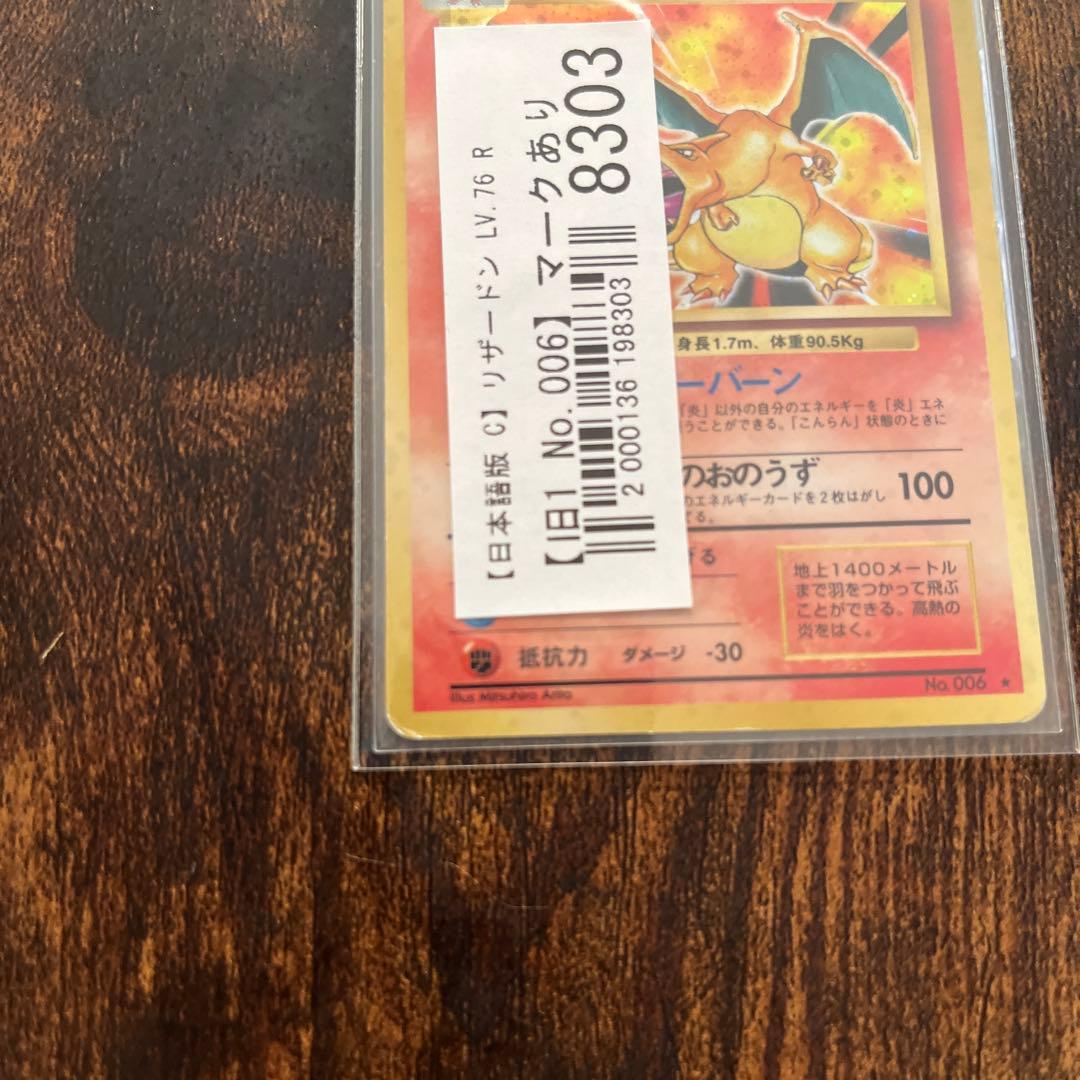 【日本語版 C】リザードン LV.76 R
【旧1 No.006】マークあり
8303
2 000136 198303
身長1.7m、体重90.5Kg
ーバーン
「炎」以外の自分のエネルギーを「炎」エネ
うことができる。「こんらん」状態のときに
のおのうず 100
のエネルギーカードを2枚はがし
てる。
げる
抵抗力 ダメージ -30
地上1400メートル
まで羽をつかって飛ぶ
ことができる。高熱の
炎をはく。
Illus. Mitsuhiro Arita
No. 006 ★